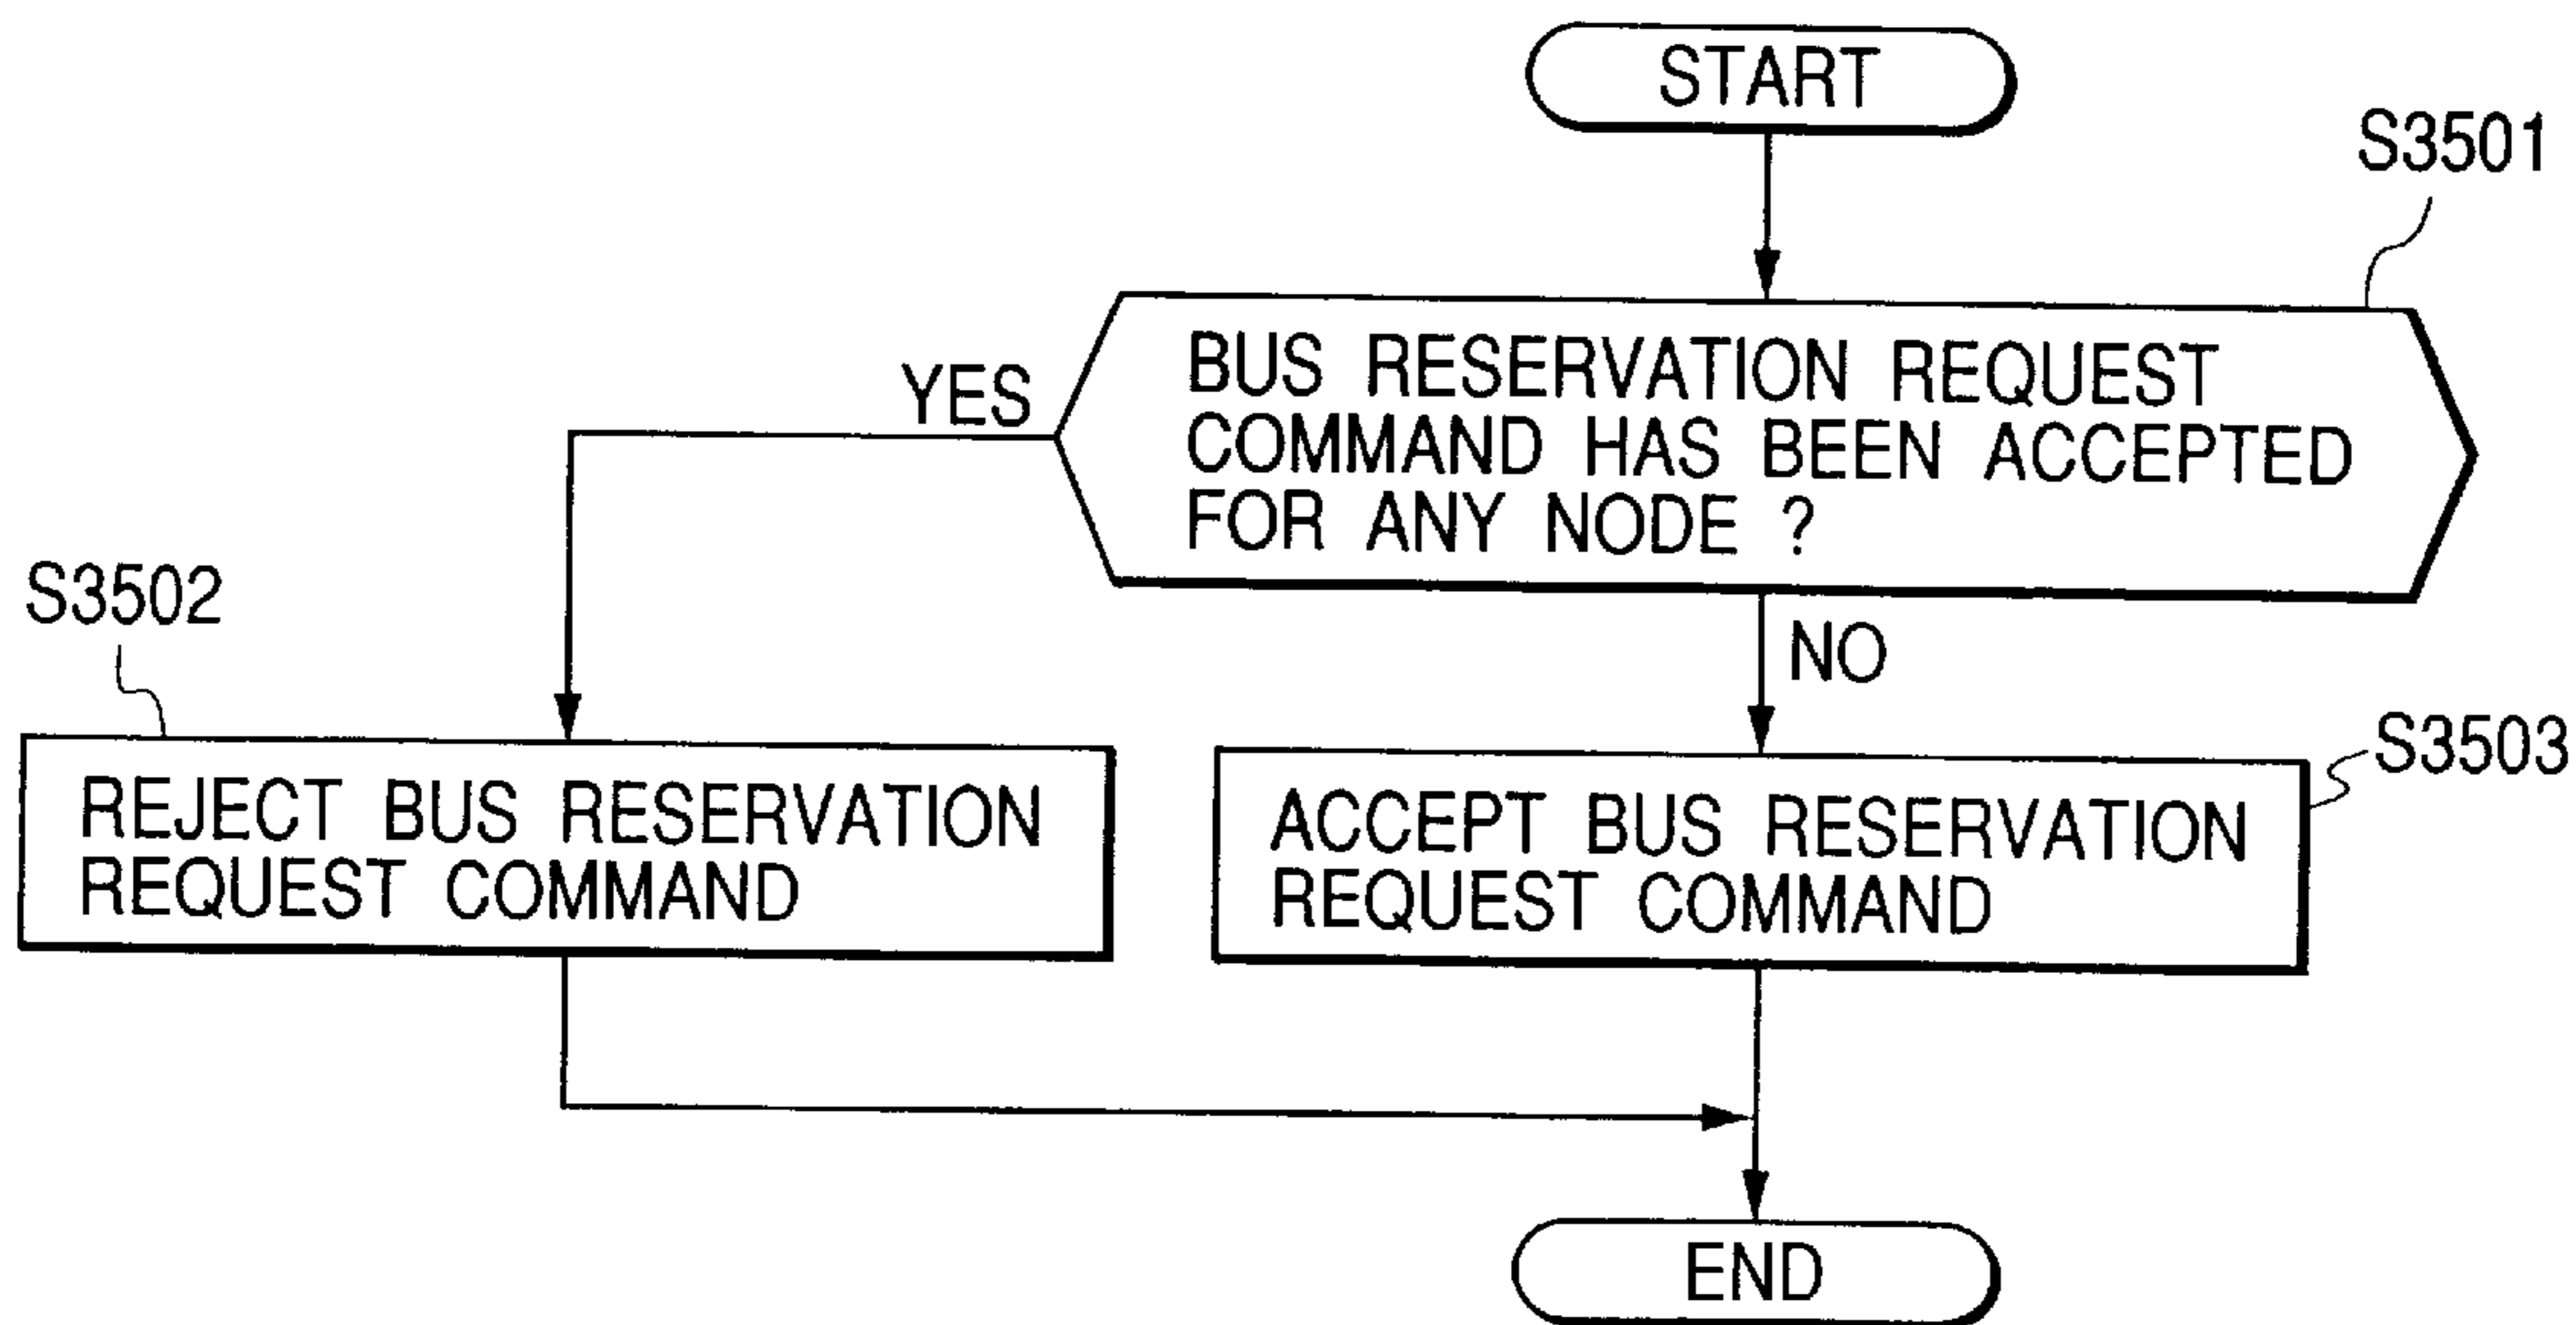 START
S3501
BUS RESERVATION REQUEST
COMMAND HAS BEEN ACCEPTED
FOR ANY NODE ?
YES
NO
S3502
REJECT BUS RESERVATION
REQUEST COMMAND
S3503
ACCEPT BUS RESERVATION
REQUEST COMMAND
END